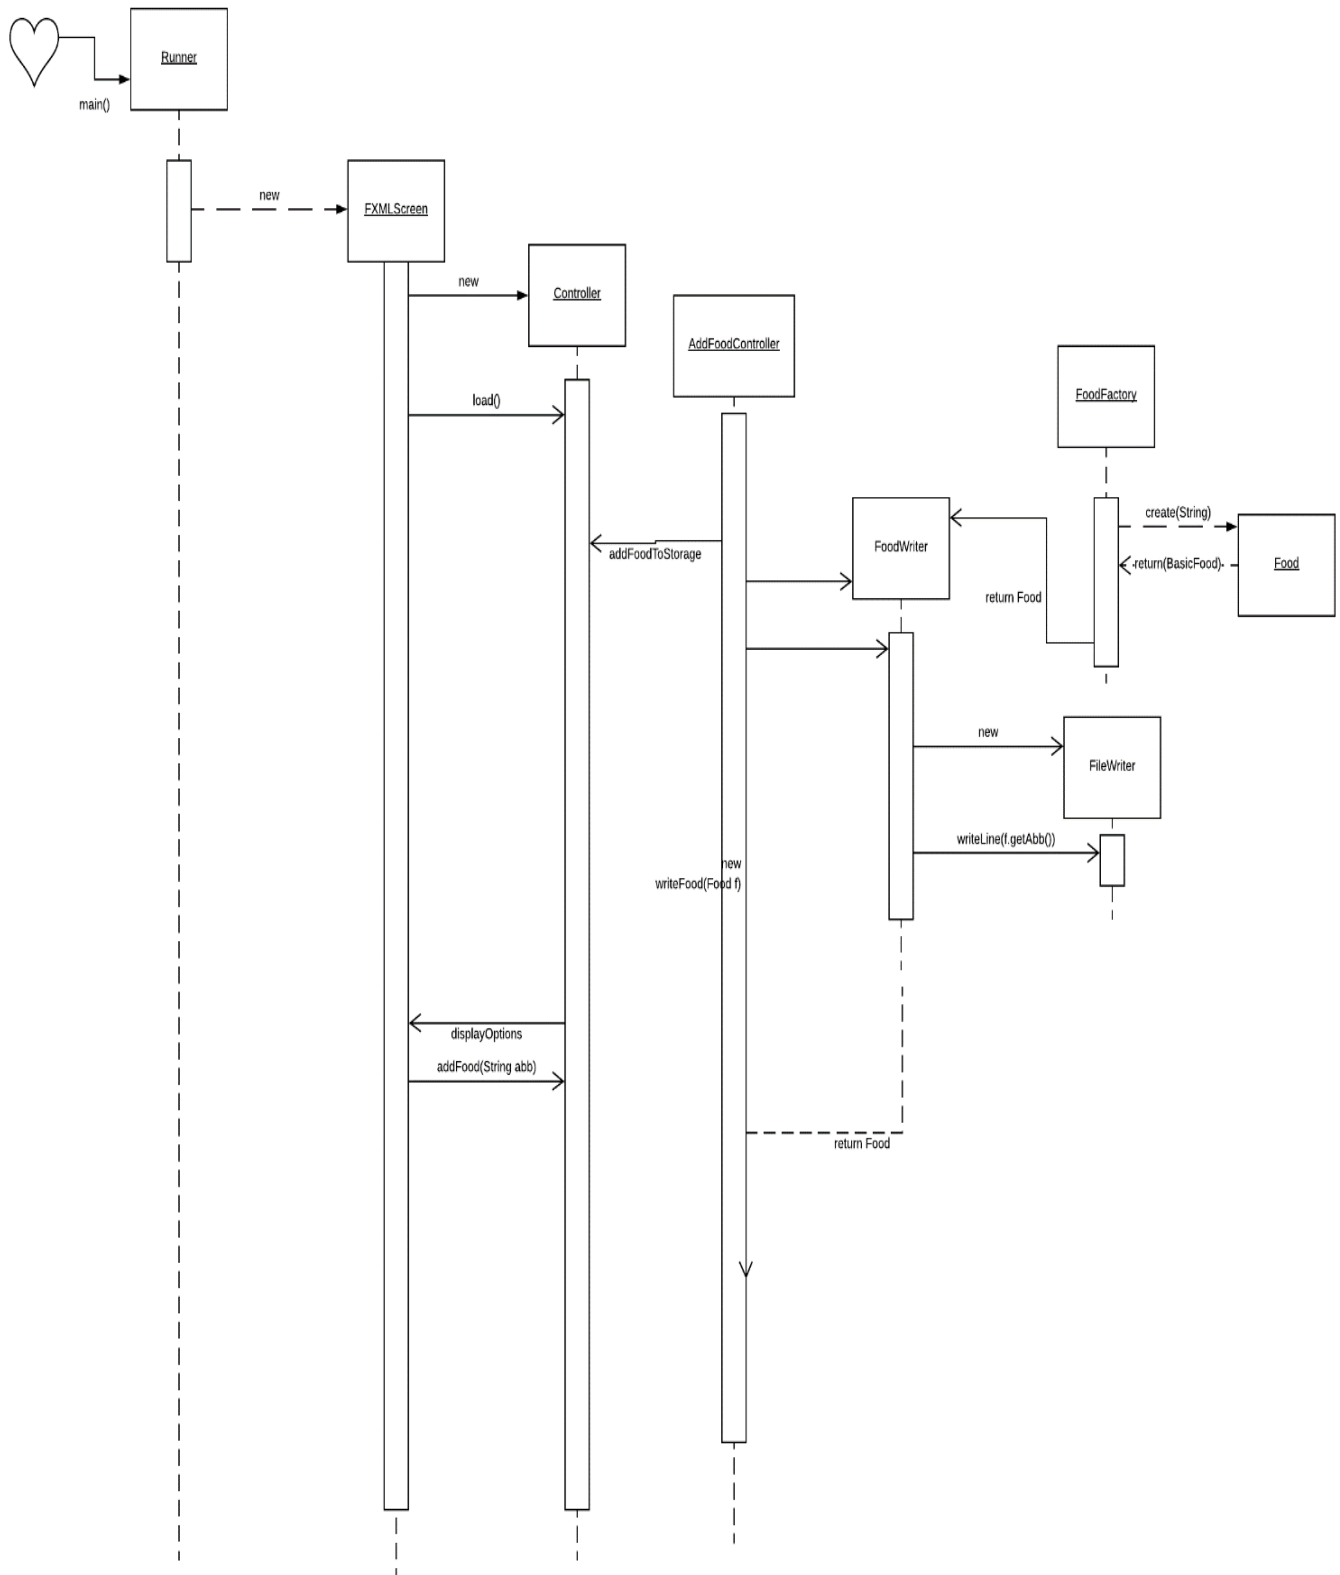 Runner
main()
new
FXMLScreen
new
Controller
AddFoodController
load()
FoodFactory
create(String)
addFoodToStorage
FoodWriter
return(BasicFood)
Food
return Food
new
FileWriter
writeLine(f.getAbb())
new
writeFood(Food f)
displayOptions
addFood(String abb)
return Food